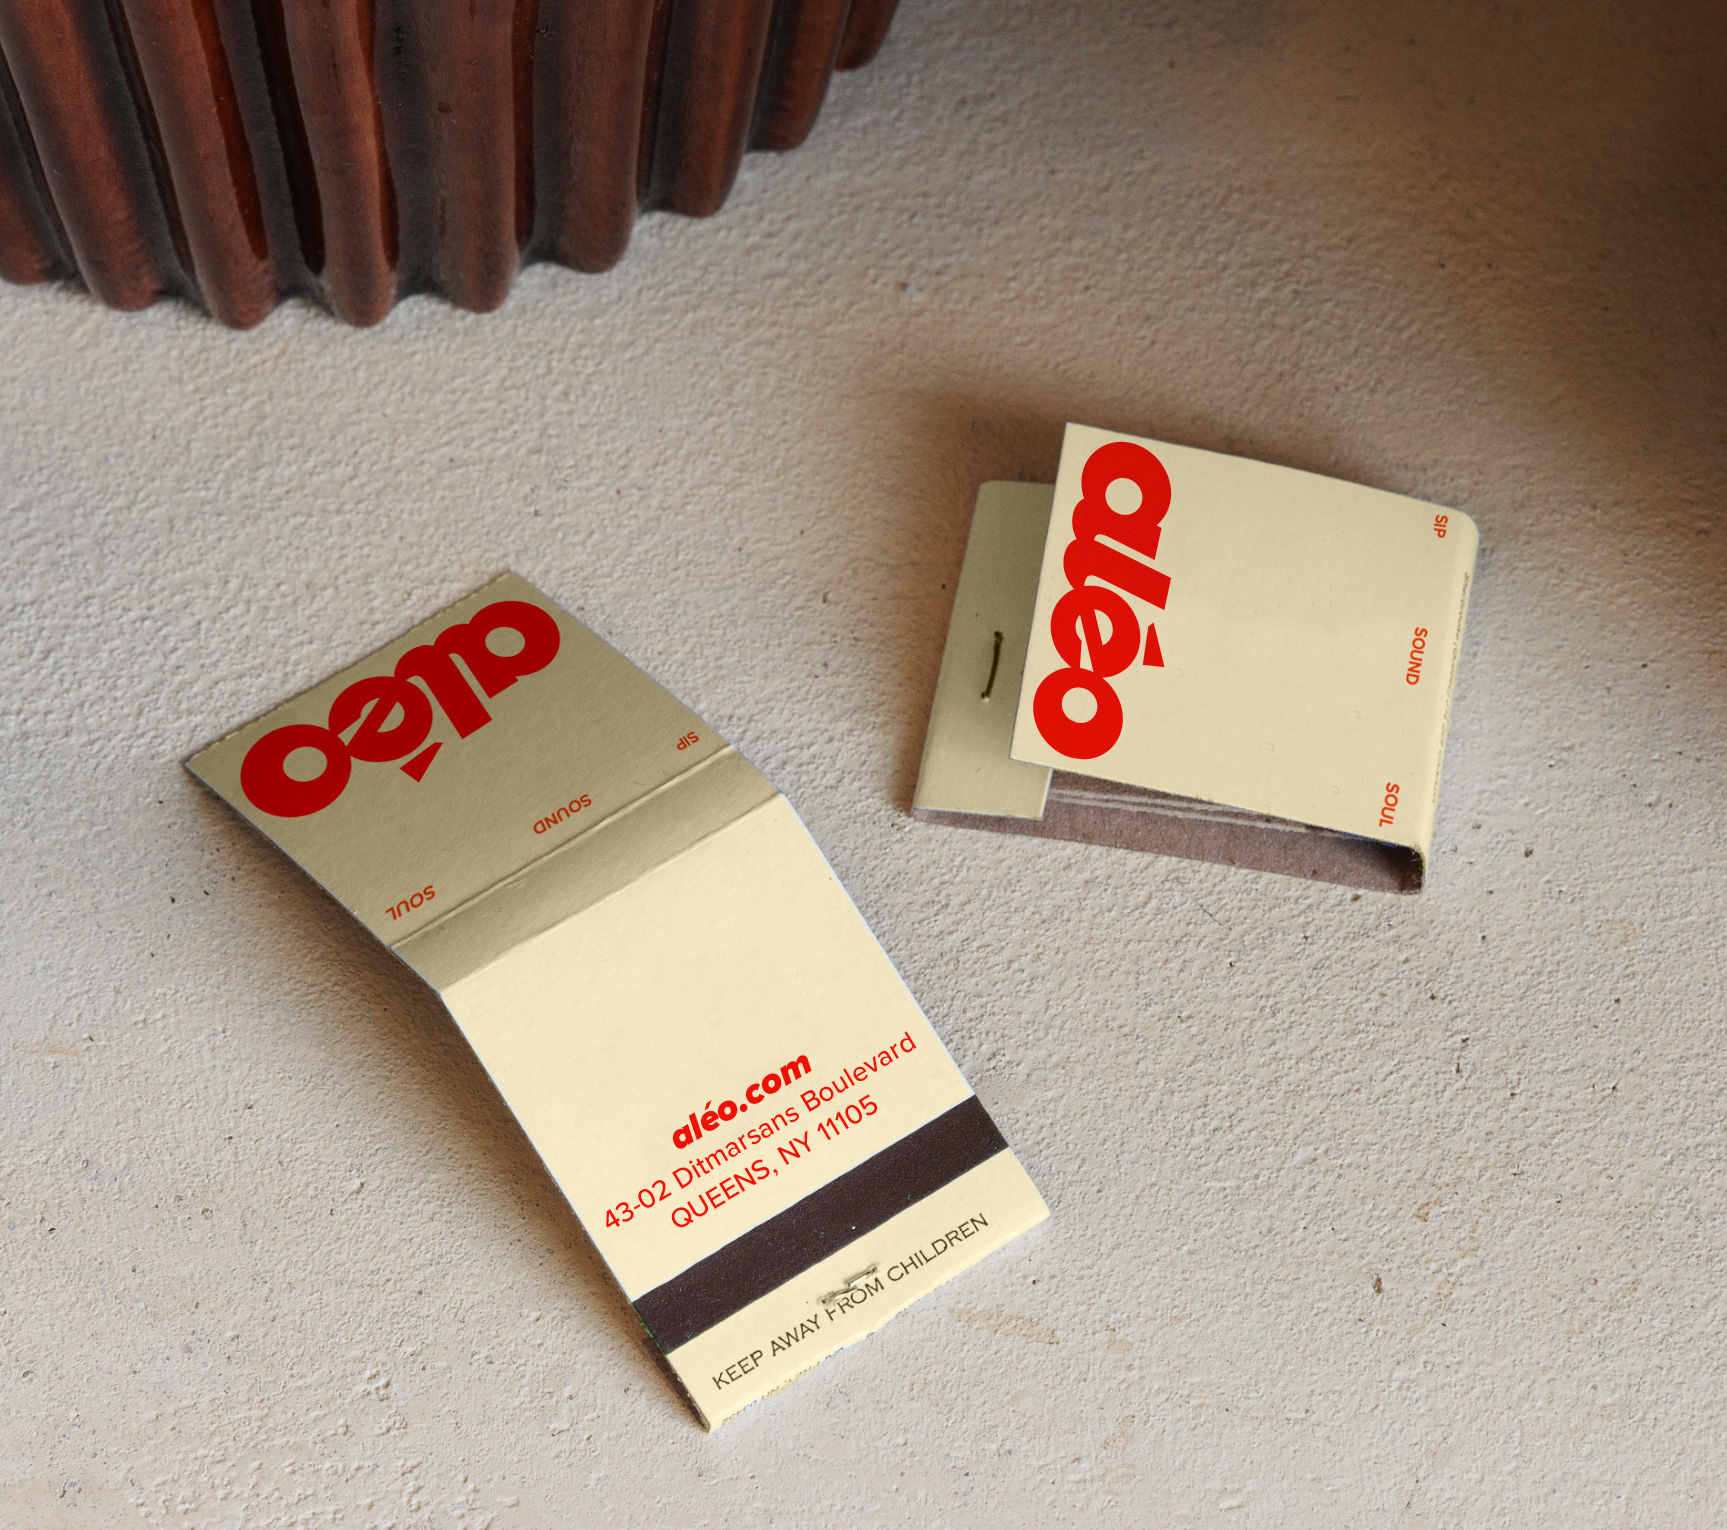 aléo
SIP
SOUND
SOUL
aléo
SIP
SOUND
SOUL
aléo.com
43-02 Ditmarsans Boulevard
QUEENS, NY 11105
KEEP AWAY FROM CHILDREN